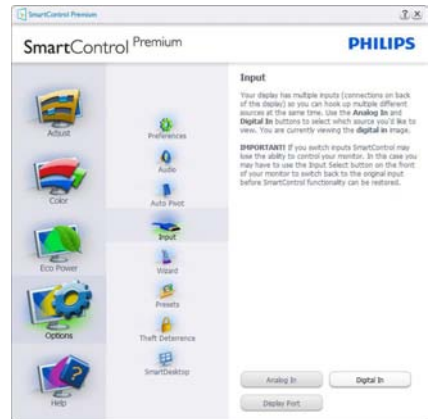 SmartControl Premium
SmartControl Premium
PHILIPS
Adjust
Color
Eco Power
Options
Help
Preferences
Audio
Auto Pivot
Input
Wizard
Presets
Theft Deterrence
SmartDesktop
Input
Your display has multiple inputs (connections on back
of this display) so you can hook up multiple different
sources at the same time. Use the Analog In and
Digital In buttons to select which source you'd like to
view. You are currently viewing the digital in image.
IMPORTANT! If you switch inputs SmartControl may
lose the ability to control your monitor. In the case you
may have to use the Input Select button on the front
of your monitor to switch back to the original input
before SmartControl functionality can be restored.
Analog In
Digital In
Display Port